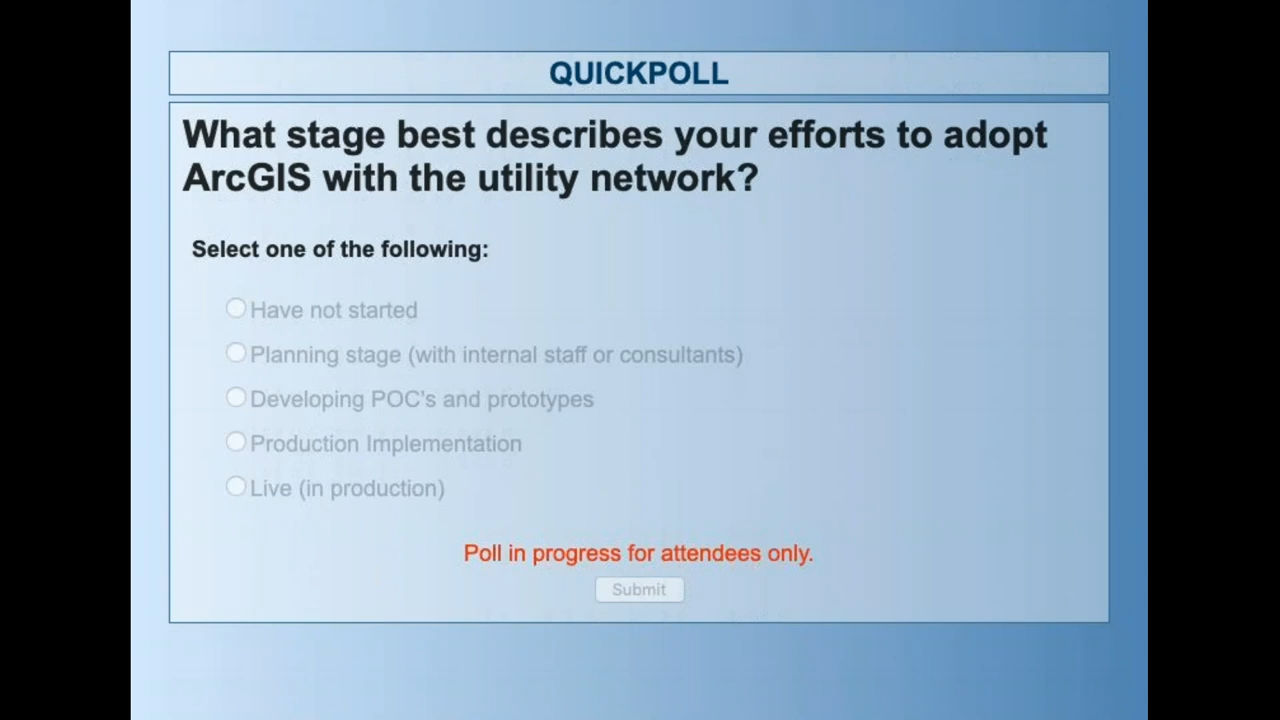 QUICKPOLL
What stage best describes your efforts to adopt
ArcGIS with the utility network?
Select one of the following:
Have not started
Planning stage (with internal staff or consultants)
Developing POC's and prototypes
Production Implementation
Live (in production)
Poll in progress for attendees only.
Submit